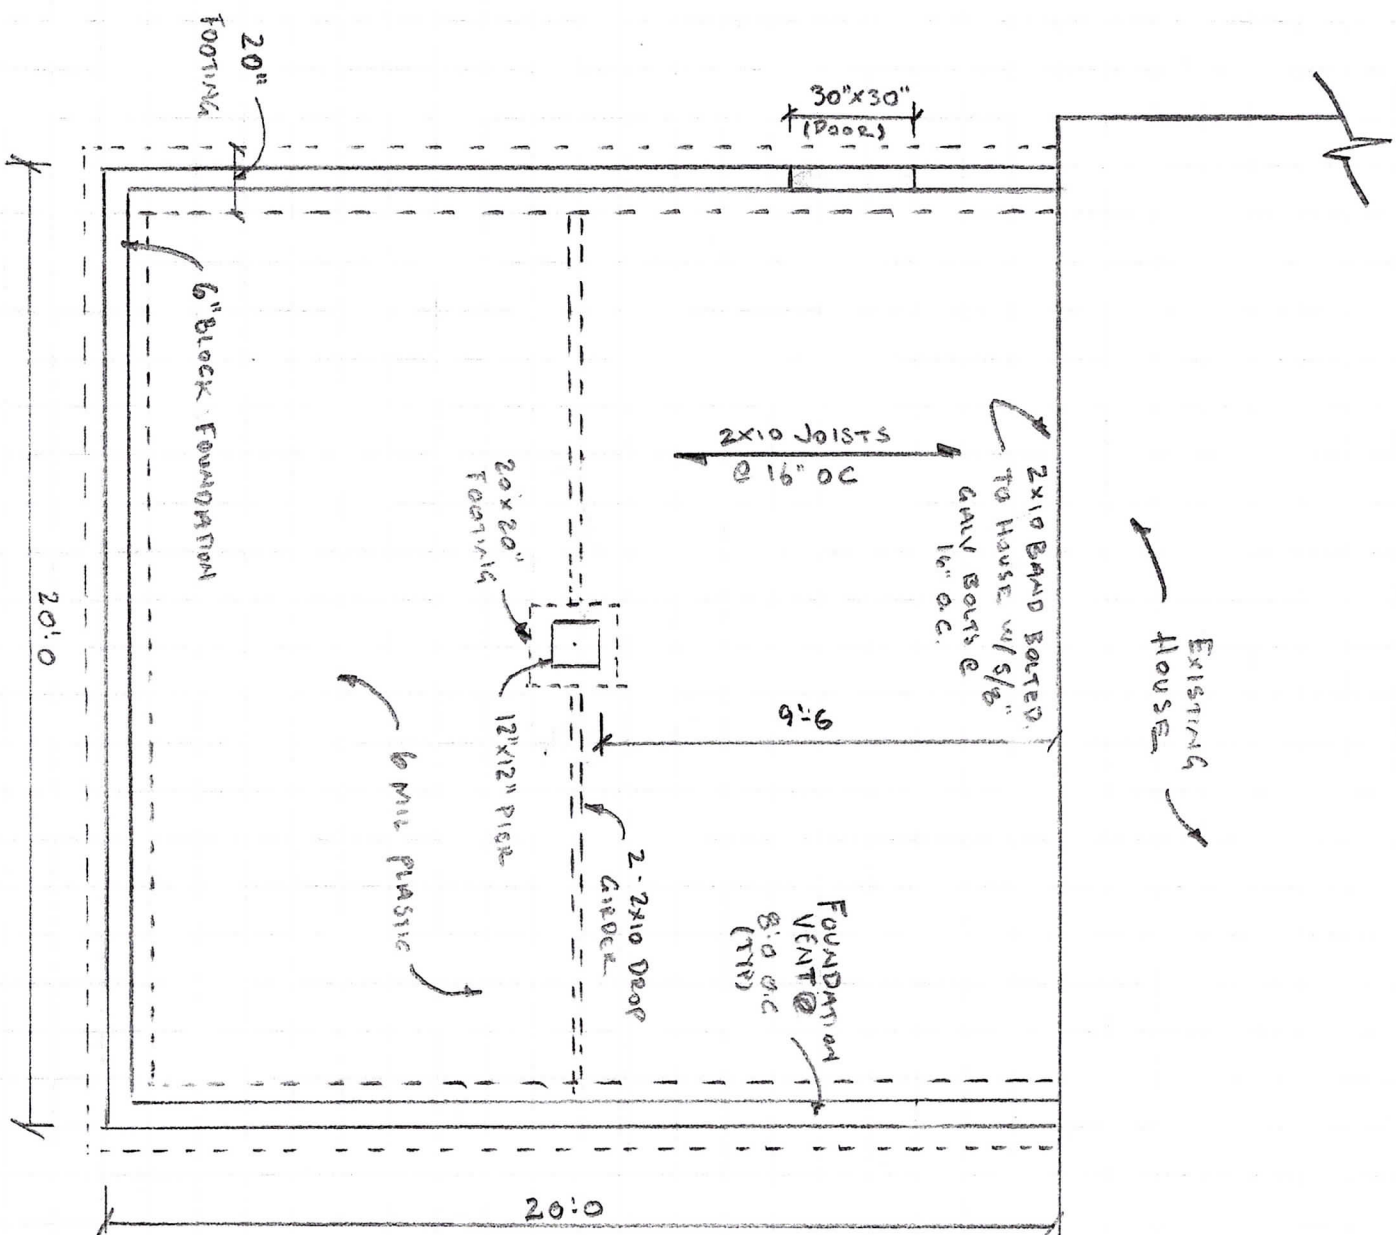 20"
FOOTING
30"x30"
(DOOR)
EXISTING
HOUSE
2x10 BAND BOLTED
TO HOUSE W/ 5/8"
GALV BOLTS @
16" O.C.
2x10 JOISTS
@ 16" OC
9'-6
6" BLOCK FOUNDATION
20"x20"
FOOTING
12"x12" PIER
2-2x10 DROP
GIRDER
FOUNDATION
VENT @
8'-0 O.C
(TYP)
6 MIL PLASTIC
20'-0
20'-0